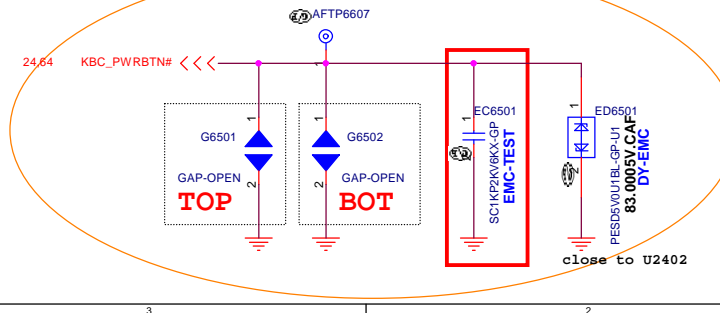 AFTP6607
24,64 KBC_PWRBTN#
1
1
1
1
1
EC6501
ED6501
G6501
G6502
SC1KP2KV6KX-GP
EMC-TEST
PESD5V0U1BL-GP-U1
83.0005V.CAF
DY-EMC
2
GAP-OPEN
2
GAP-OPEN
2
2
TOP
BOT
close to U2402
3
2